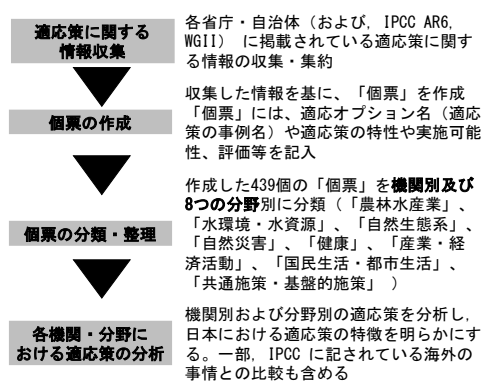 適応策に関する
情報収集
各省庁・自治体（および, IPCC AR6,
WGII） に掲載されている適応策に関す
る情報の収集・集約
個票の作成
収集した情報を基に、「個票」を作成
「個票」には、適応オプション名（適応
策の事例名）や適応策の特性や実施可能
性、評価等を記入
個票の分類・整理
作成した439個の「個票」を機関別及び
8つの分野別に分類（「農林水産業」、
「水環境・水資源」、「自然生態系」、
「自然災害」、「健康」、「産業・経
済活動」、「国民生活・都市生活」、
「共通施策・基盤的施策」 ）
各機関・分野に
おける適応策の分析
機関別および分野別の適応策を分析し,
日本における適応策の特徴を明らかにす
る。一部, IPCC に記されている海外の
事情との比較も含める